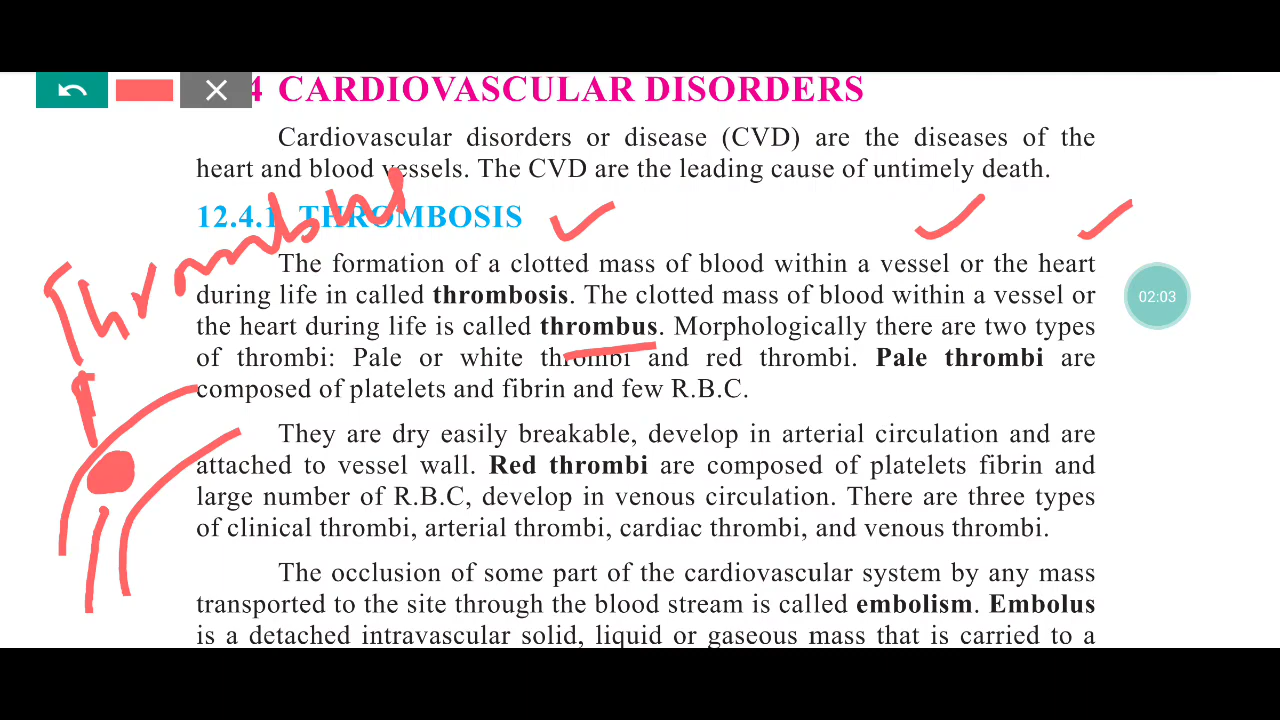 4 CARDIOVASCULAR DISORDERS
Cardiovascular disorders or disease (CVD) are the diseases of the
heart and blood vessels. The CVD are the leading cause of untimely death.
12.4.1 THROMBOSIS
Thrombus
The formation of a clotted mass of blood within a vessel or the heart
during life in called thrombosis. The clotted mass of blood within a vessel or
02:03
the heart during life is called thrombus. Morphologically there are two types
of thrombi: Pale or white thrombi and red thrombi. Pale thrombi are
composed of platelets and fibrin and few R.B.C.
They are dry easily breakable, develop in arterial circulation and are
attached to vessel wall. Red thrombi are composed of platelets fibrin and
large number of R.B.C, develop in venous circulation. There are three types
of clinical thrombi, arterial thrombi, cardiac thrombi, and venous thrombi.
The occlusion of some part of the cardiovascular system by any mass
transported to the site through the blood stream is called embolism. Embolus
is a detached intravascular solid, liquid or gaseous mass that is carried to a